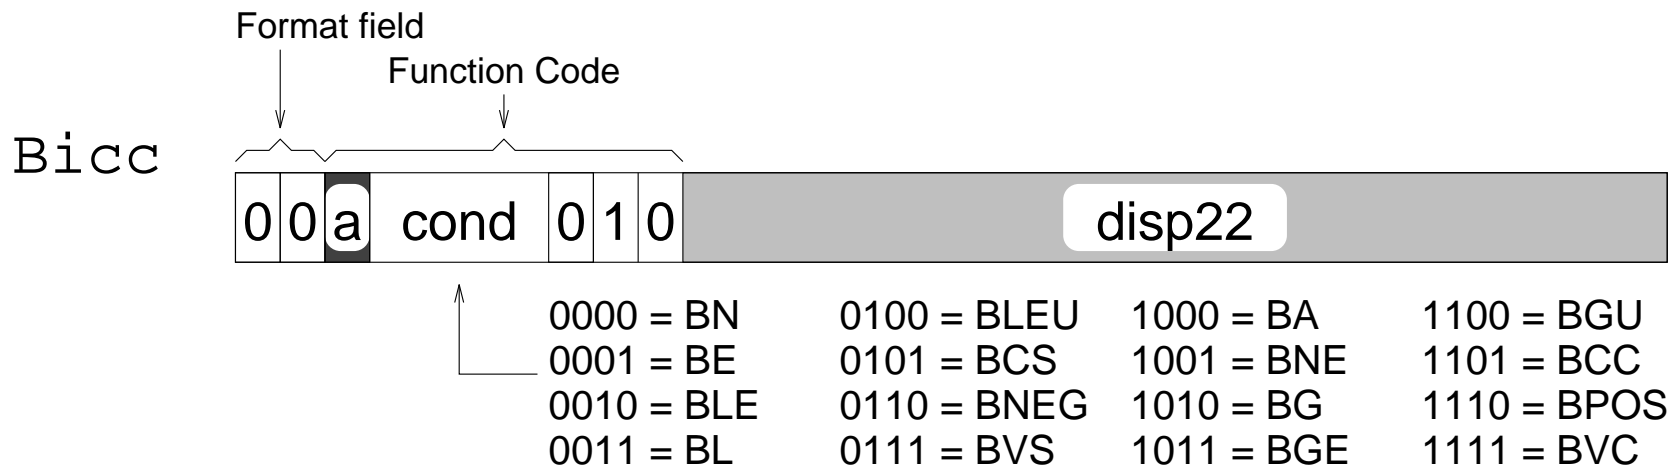 Format field
Function Code
Bicc
0 0 a cond 0 1 0 disp22
0000 = BN 0100 = BLEU 1000 = BA 1100 = BGU
0001 = BE 0101 = BCS 1001 = BNE 1101 = BCC
0010 = BLE 0110 = BNEG 1010 = BG 1110 = BPOS
0011 = BL 0111 = BVS 1011 = BGE 1111 = BVC